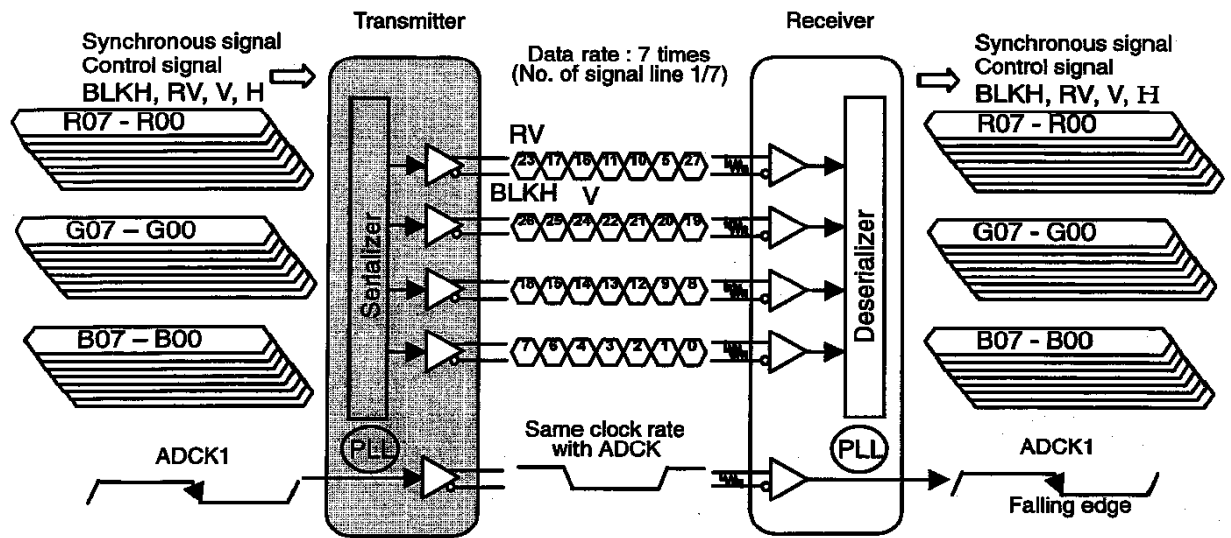 Transmitter
Receiver
Synchronous signal
Control signal
BLKH, RV, V, H
Data rate : 7 times
(No. of signal line 1/7)
Synchronous signal
Control signal
BLKH, RV, V, H
R07 - R00
RV
23 17 16 11 10 5 27
R07 - R00
BLKH V
26 25 24 22 21 20 19
G07 – G00
G07 - G00
Serializer
Deserializer
18 15 14 13 12 9 8
B07 – B00
B07 - B00
7 6 4 3 2 1 0
PLL
PLL
ADCK1
Same clock rate
with ADCK
ADCK1
Falling edge